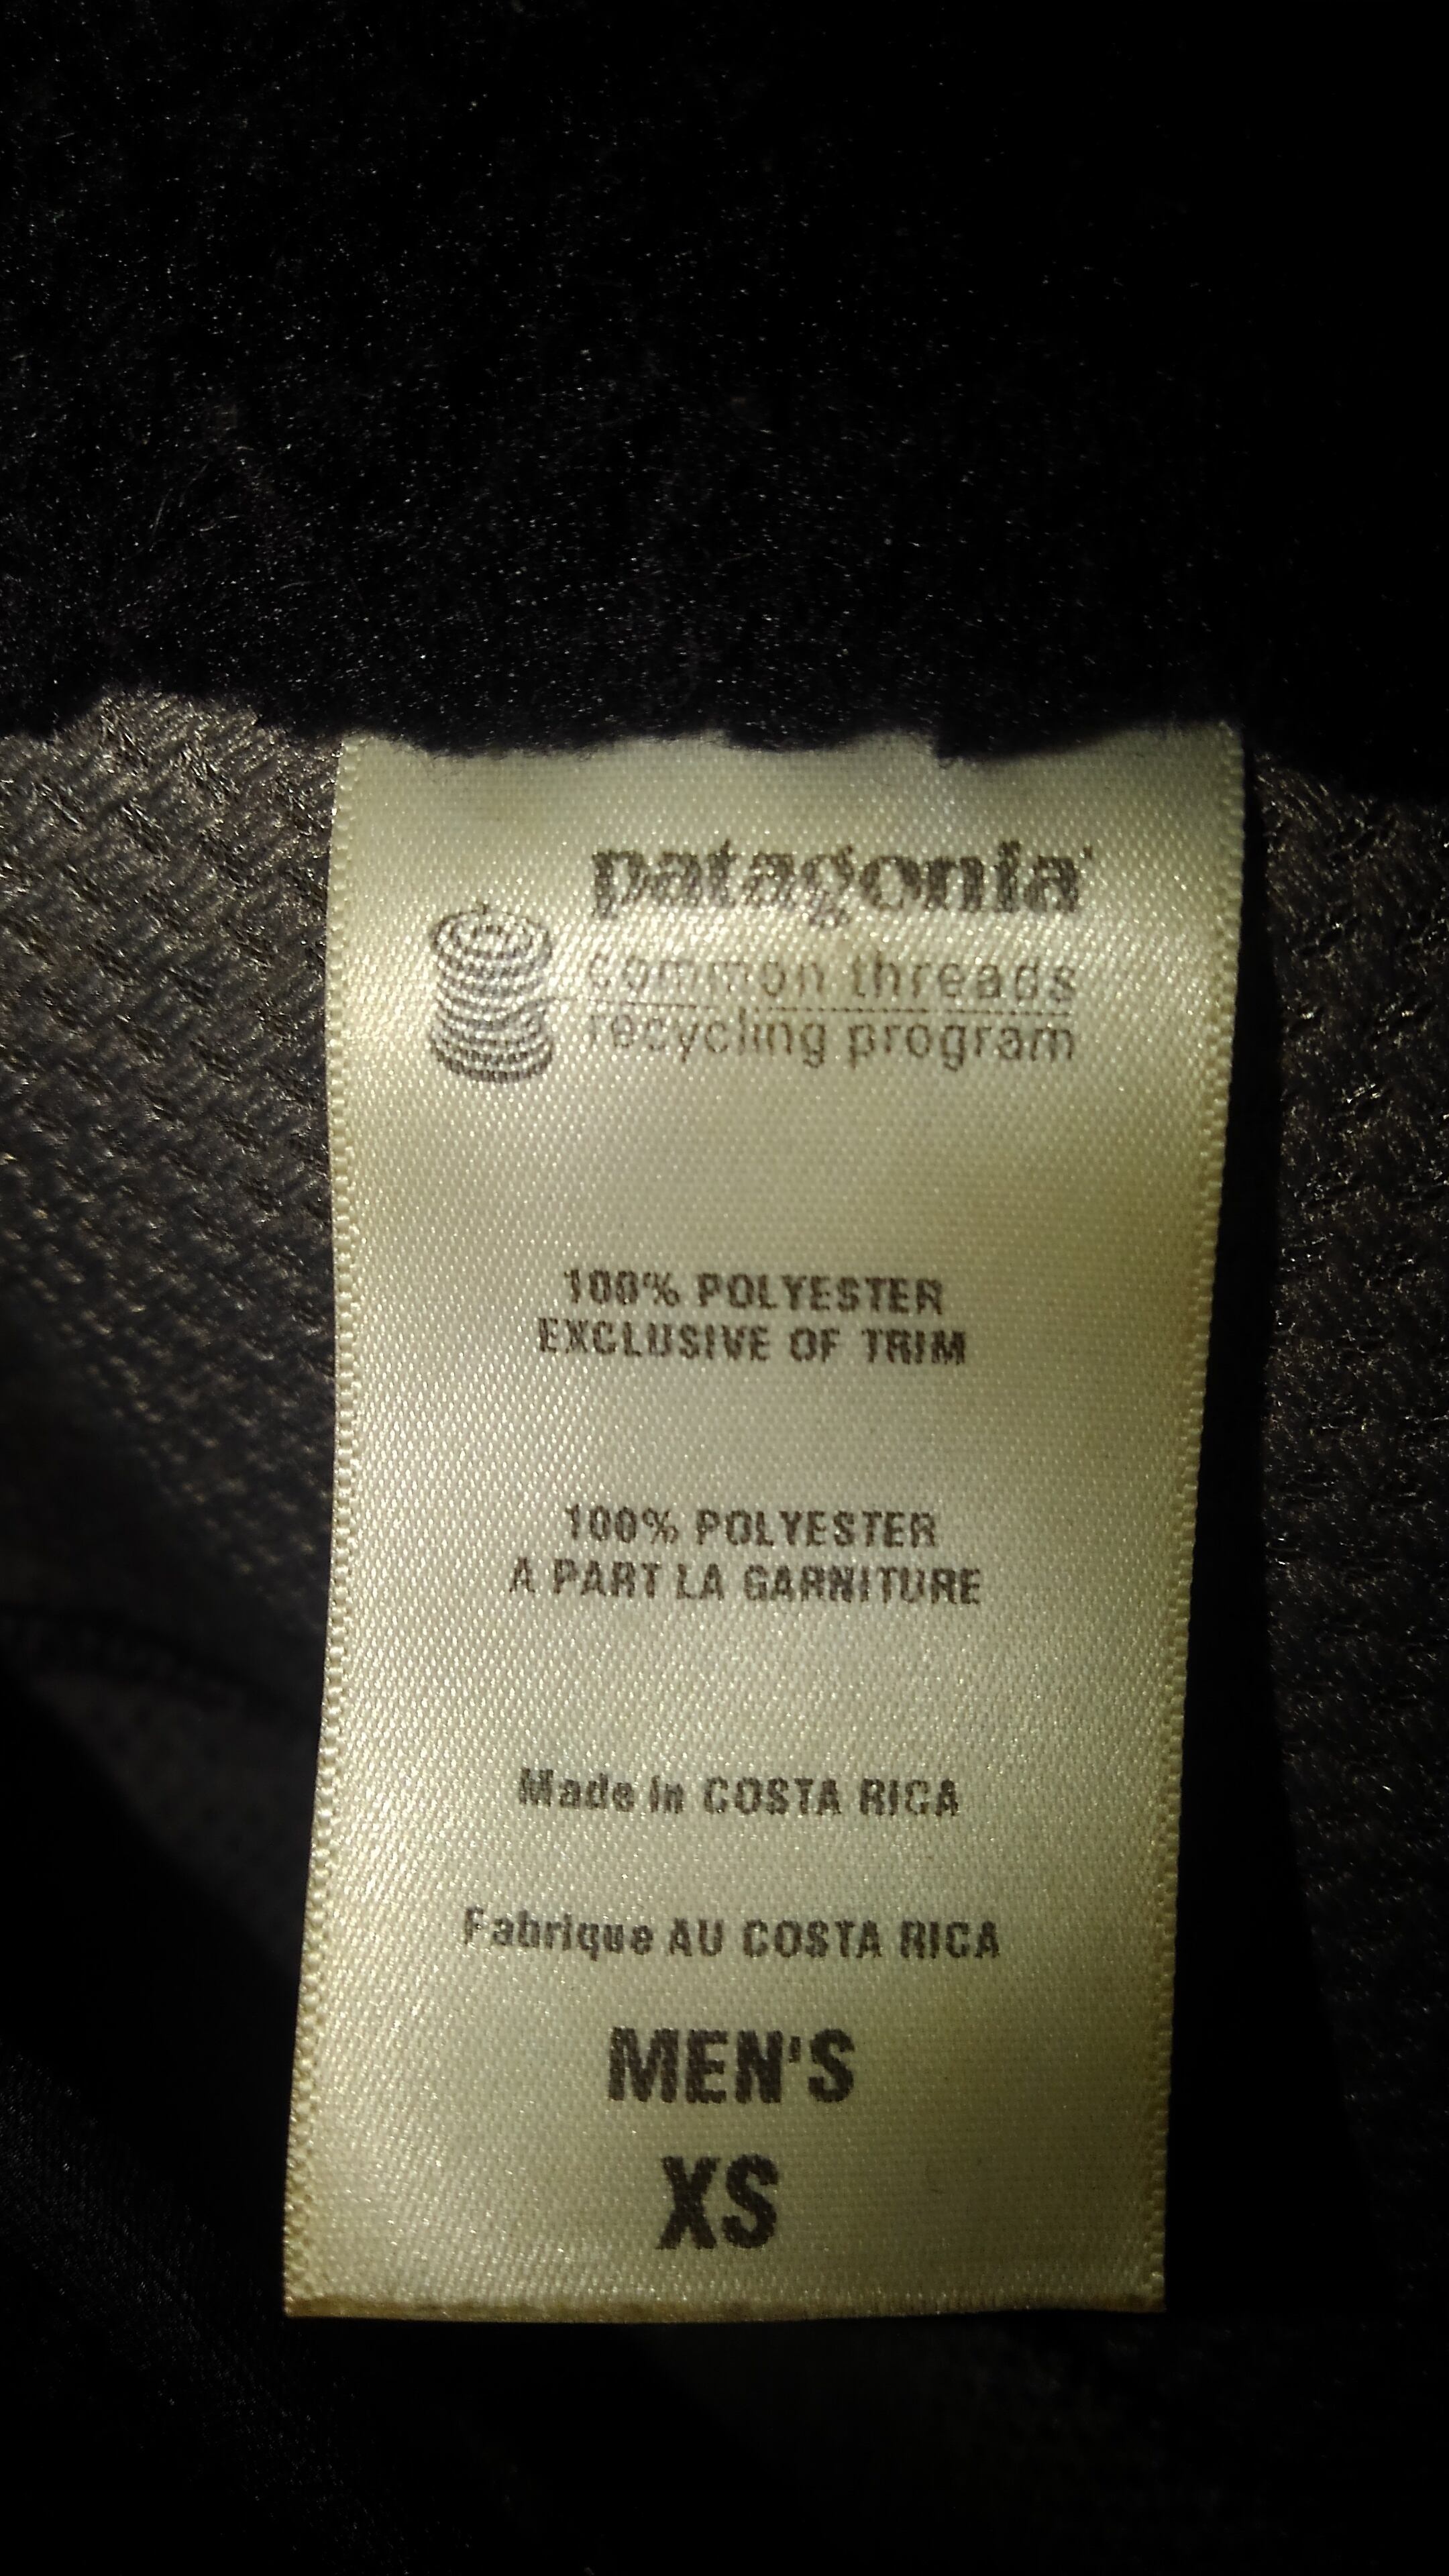 patagonia
common threads
recycling program
100% POLYESTER
EXCLUSIVE OF TRIM
100% POLYESTER
A PART LA GARNITURE
Made in COSTA RICA
Fabrique AU COSTA RICA
MEN'S
XS